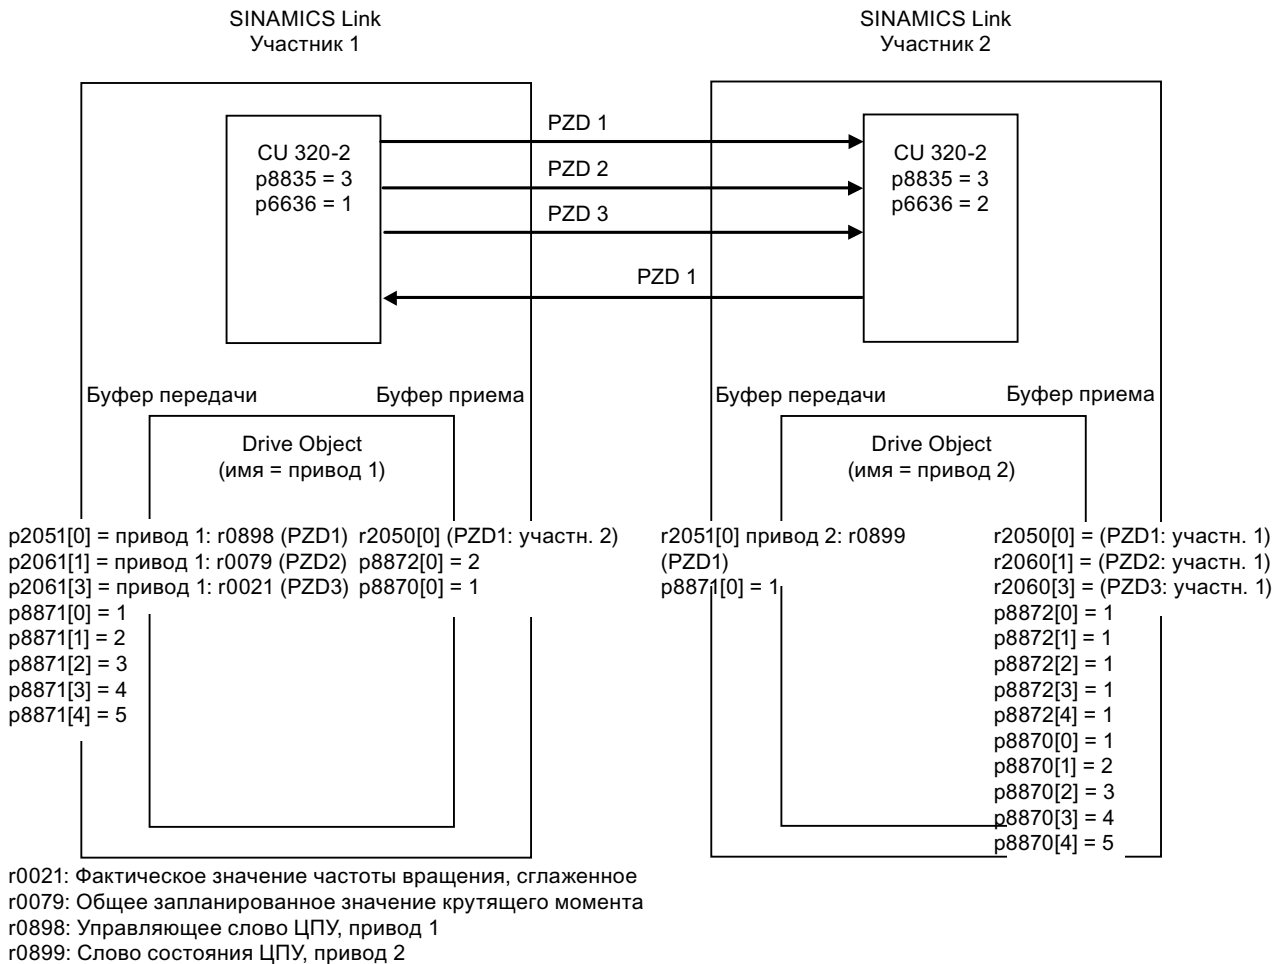 SINAMICS Link
Участник 1
SINAMICS Link
Участник 2
CU 320-2
p8835 = 3
p6636 = 1
PZD 1
PZD 2
PZD 3
PZD 1
CU 320-2
p8835 = 3
p6636 = 2
Буфер передачи
Буфер приема
Drive Object
(имя = привод 1)
p2051[0] = привод 1: r0898 (PZD1)
p2061[1] = привод 1: r0079 (PZD2)
p2061[3] = привод 1: r0021 (PZD3)
p8871[0] = 1
p8871[1] = 2
p8871[2] = 3
p8871[3] = 4
p8871[4] = 5
r2050[0] (PZD1: участн. 2)
p8872[0] = 2
p8870[0] = 1
Буфер передачи
Буфер приема
Drive Object
(имя = привод 2)
r2051[0] привод 2: r0899
(PZD1)
p8871[0] = 1
r2050[0] = (PZD1: участн. 1)
r2060[1] = (PZD2: участн. 1)
r2060[3] = (PZD3: участн. 1)
p8872[0] = 1
p8872[1] = 1
p8872[2] = 1
p8872[3] = 1
p8872[4] = 1
p8870[0] = 1
p8870[1] = 2
p8870[2] = 3
p8870[3] = 4
p8870[4] = 5
r0021: Фактическое значение частоты вращения, сглаженное
r0079: Общее запланированное значение крутящего момента
r0898: Управляющее слово ЦПУ, привод 1
r0899: Слово состояния ЦПУ, привод 2